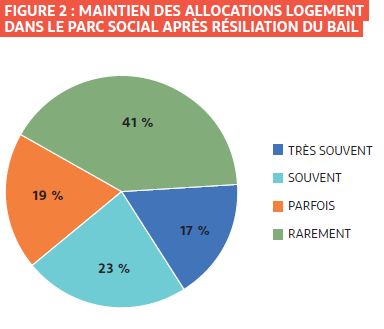 FIGURE 2 : MAINTIEN DES ALLOCATIONS LOGEMENT
DANS LE PARC SOCIAL APRÈS RÉSILIATION DU BAIL
41 %
19 %
17 %
23 %
TRÈS SOUVENT
SOUVENT
PARFOIS
RAREMENT